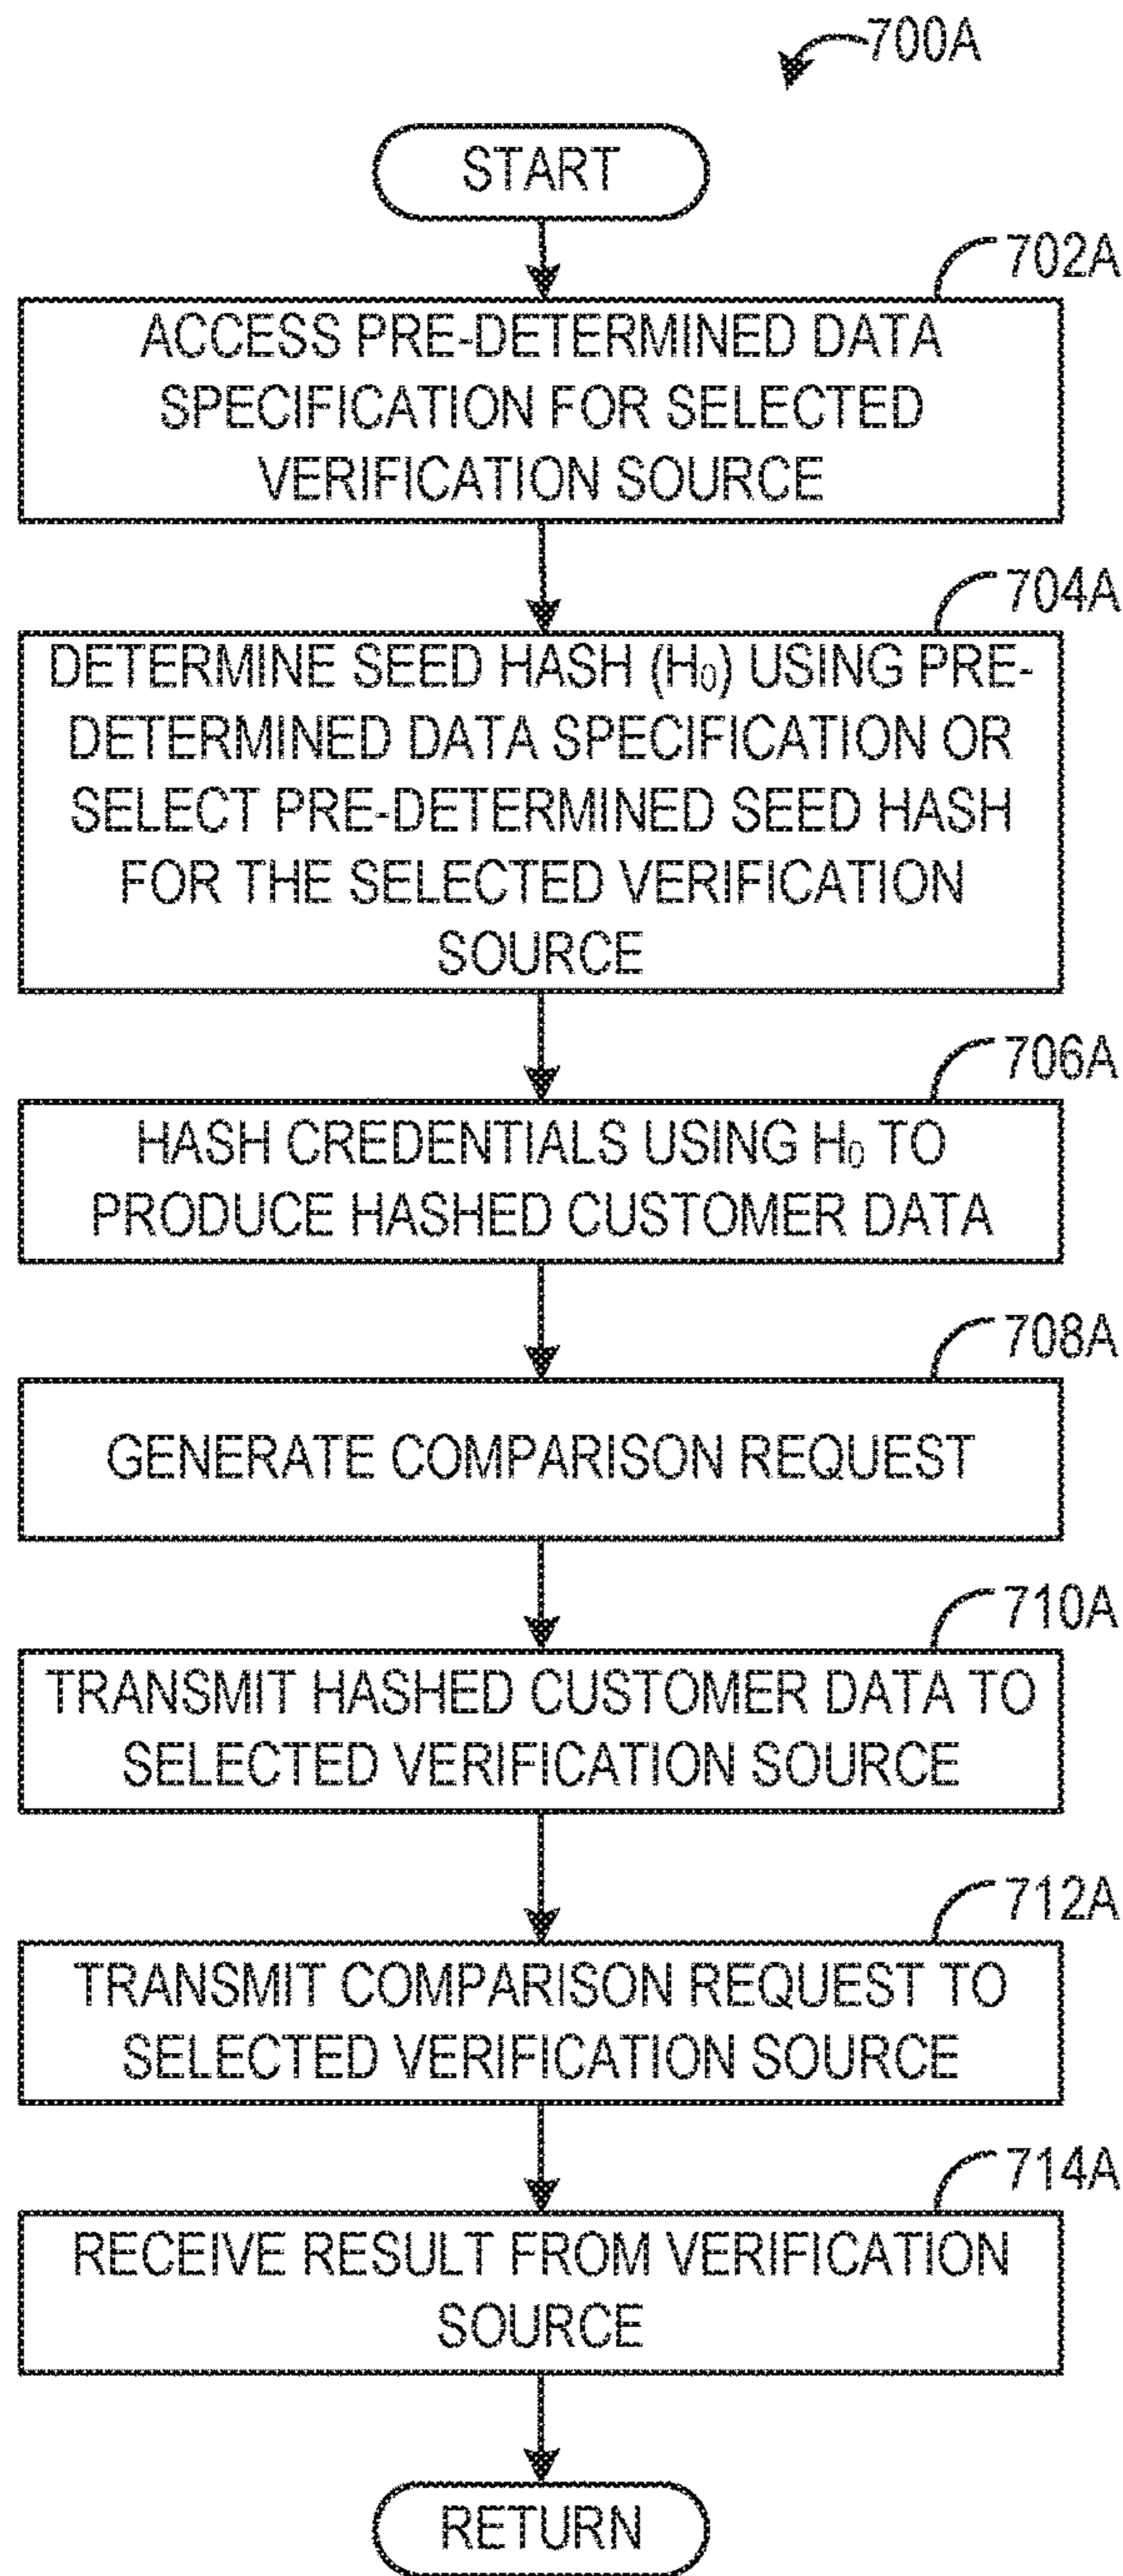 700A
START
702A
ACCESS PRE-DETERMINED DATA
SPECIFICATION FOR SELECTED
VERIFICATION SOURCE
704A
DETERMINE SEED HASH (H₀) USING PRE-
DETERMINED DATA SPECIFICATION OR
SELECT PRE-DETERMINED SEED HASH
FOR THE SELECTED VERIFICATION
SOURCE
706A
HASH CREDENTIALS USING H₀ TO
PRODUCE HASHED CUSTOMER DATA
708A
GENERATE COMPARISON REQUEST
710A
TRANSMIT HASHED CUSTOMER DATA TO
SELECTED VERIFICATION SOURCE
712A
TRANSMIT COMPARISON REQUEST TO
SELECTED VERIFICATION SOURCE
714A
RECEIVE RESULT FROM VERIFICATION
SOURCE
RETURN